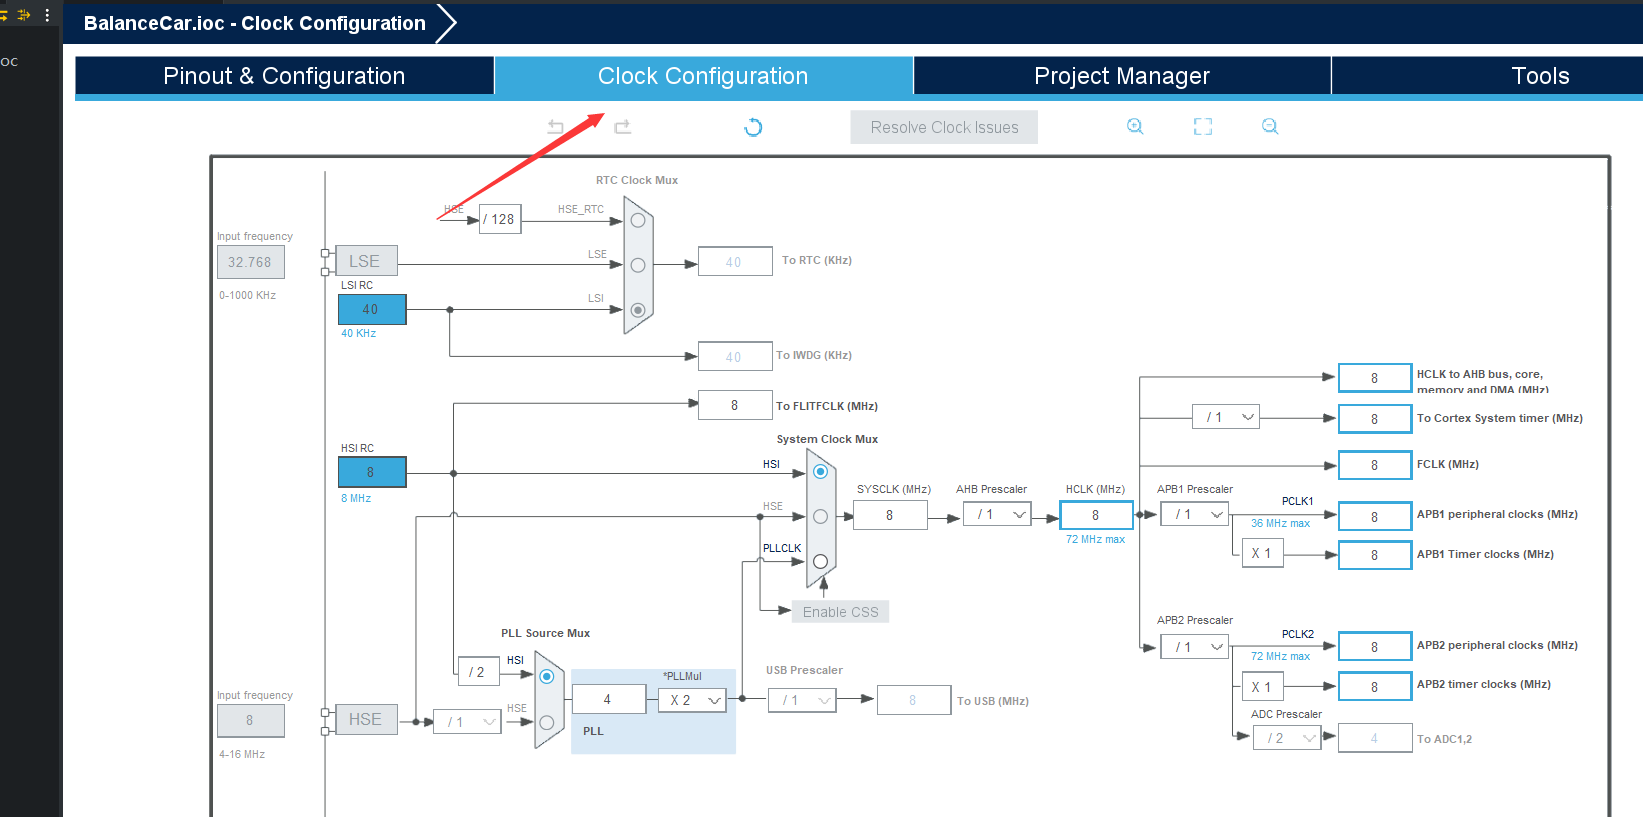 BalanceCar.ioc - Clock Configuration
OC
Pinout & Configuration
Clock Configuration
Project Manager
Tools
Resolve Clock Issues
RTC Clock Mux
HSE
/ 128
HSE_RTC
Input frequency
32.768
0-1000 KHz
LSE
LSE
40
To RTC (KHz)
LSI RC
40
40 KHz
LSI
40
To IWDG (KHz)
8
To FLITFCLK (MHz)
HSI RC
8
8 MHz
System Clock Mux
HSI
HSE
PLLCLK
Enable CSS
SYSCLK (MHz)
8
AHB Prescaler
/ 1
HCLK (MHz)
8
72 MHz max
8
HCLK to AHB bus, core,
memory and DMA (MHz)
/ 1
8
To Cortex System timer (MHz)
8
FCLK (MHz)
APB1 Prescaler
/ 1
PCLK1
36 MHz max
8
APB1 peripheral clocks (MHz)
X 1
8
APB1 Timer clocks (MHz)
APB2 Prescaler
/ 1
PCLK2
72 MHz max
8
APB2 peripheral clocks (MHz)
X 1
8
APB2 timer clocks (MHz)
ADC Prescaler
/ 2
4
To ADC1,2
PLL Source Mux
/ 2
HSI
Input frequency
8
4-16 MHz
HSE
/ 1
HSE
4
*PLLMul
X 2
PLL
USB Prescaler
/ 1
8
To USB (MHz)